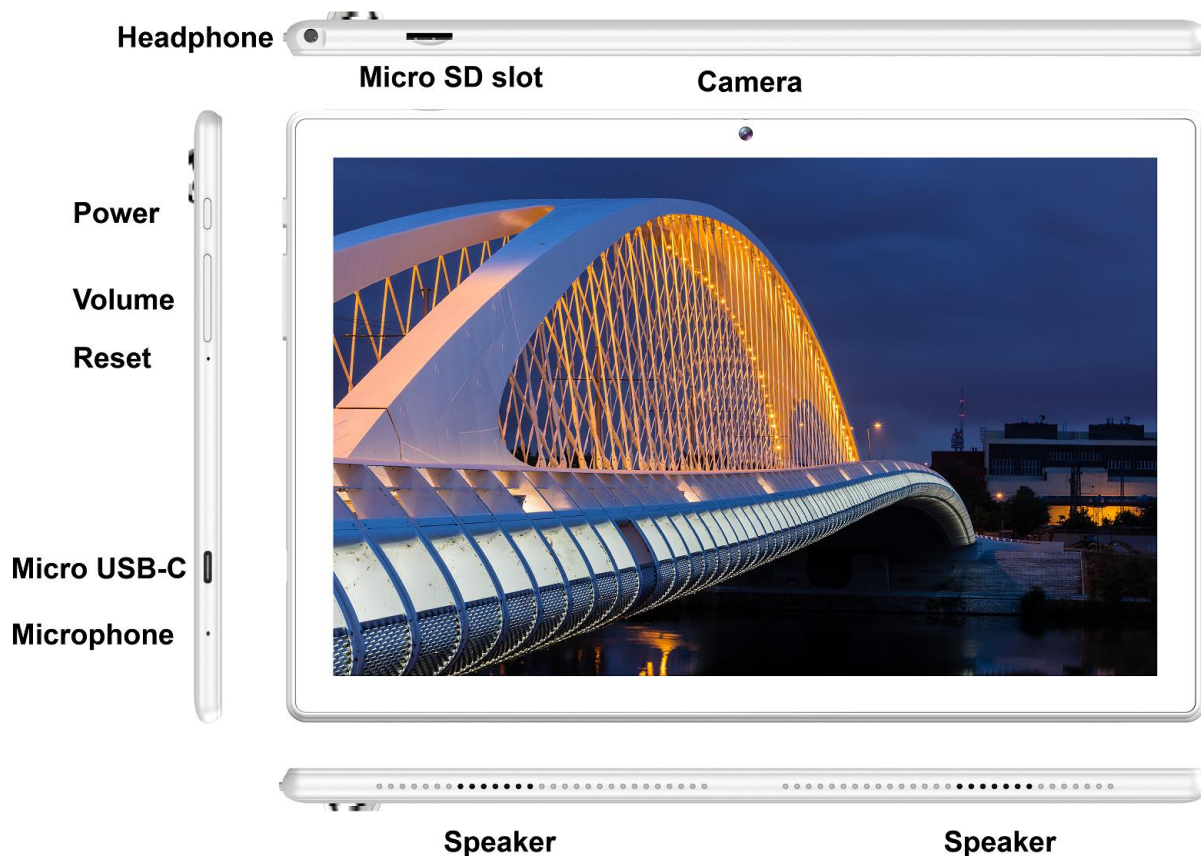 Headphone
Micro SD slot
Camera
Power
Volume
Reset
Micro USB-C
Microphone
Speaker
Speaker